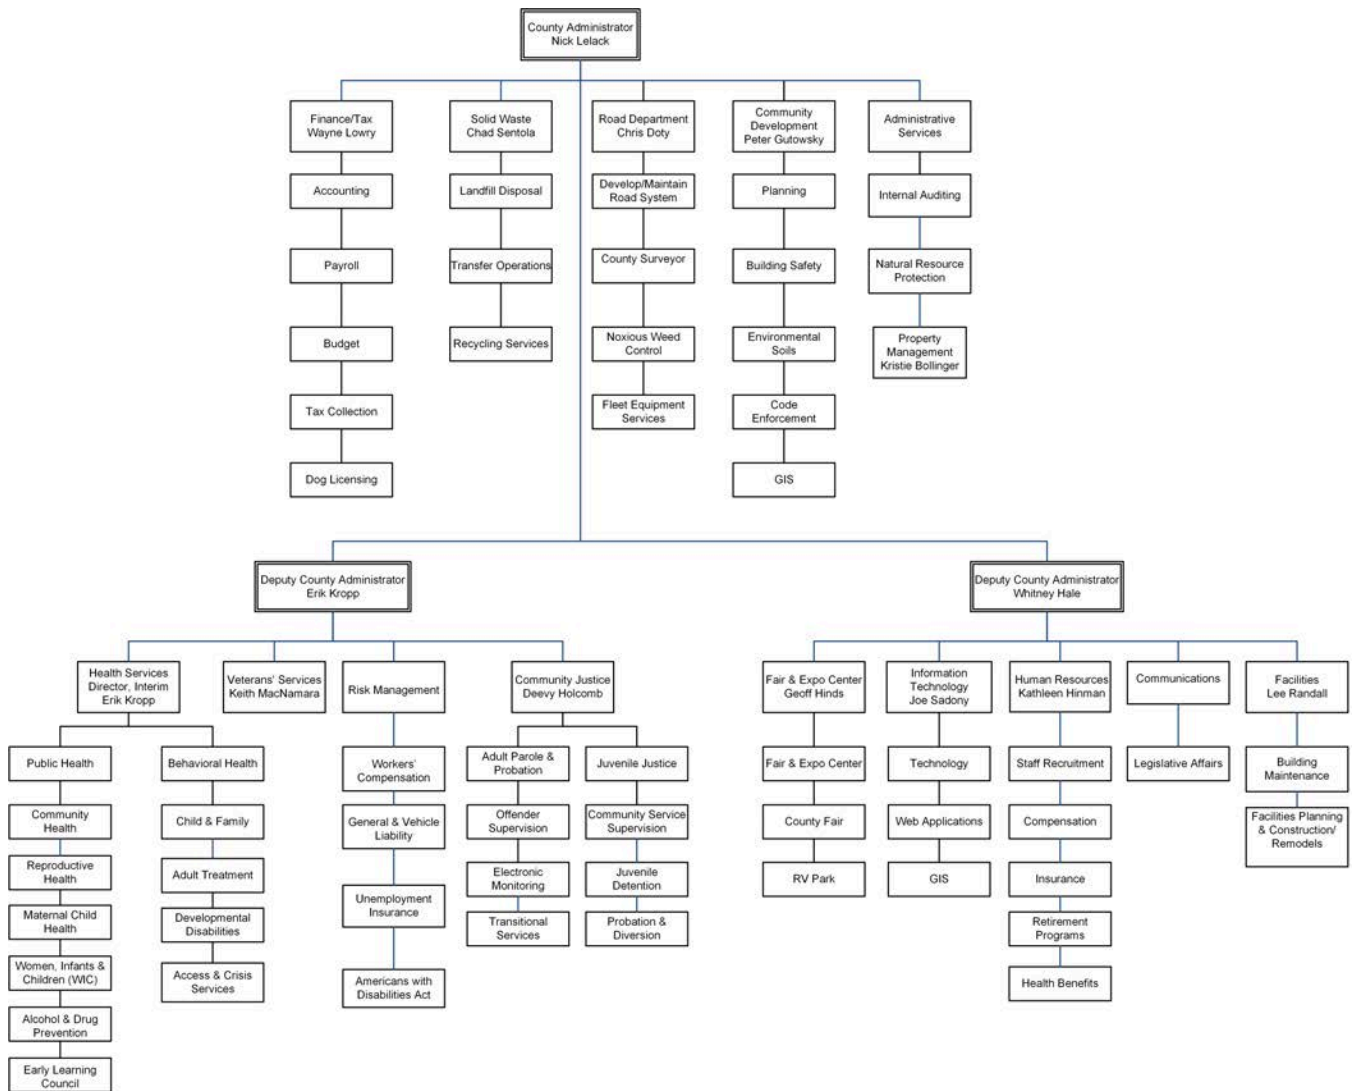 County Administrator
Nick Lelack
Finance/Tax
Wayne Lowry
Accounting
Payroll
Budget
Tax Collection
Dog Licensing
Solid Waste
Chad Sentola
Landfill Disposal
Transfer Operations
Recycling Services
Road Department
Chris Doty
Develop/Maintain
Road System
County Surveyor
Noxious Weed
Control
Fleet Equipment
Services
Community
Development
Peter Gutowsky
Planning
Building Safety
Environmental
Soils
Code
Enforcement
GIS
Administrative
Services
Internal Auditing
Natural Resource
Protection
Property
Management
Kristie Bollinger
Deputy County Administrator
Erik Kropp
Health Services
Director, Interim
Erik Kropp
Public Health
Community
Health
Reproductive
Health
Maternal Child
Health
Women, Infants &
Children (WIC)
Alcohol & Drug
Prevention
Early Learning
Council
Behavioral Health
Child & Family
Adult Treatment
Developmental
Disabilities
Access & Crisis
Services
Veterans' Services
Keith MacNamara
Risk Management
Workers'
Compensation
General & Vehicle
Liability
Unemployment
Insurance
Americans with
Disabilities Act
Community Justice
Deevy Holcomb
Adult Parole &
Probation
Offender
Supervision
Electronic
Monitoring
Transitional
Services
Juvenile Justice
Community Service
Supervision
Juvenile
Detention
Probation &
Diversion
Deputy County Administrator
Whitney Hale
Fair & Expo Center
Geoff Hinds
Fair & Expo Center
County Fair
RV Park
Information
Technology
Joe Sadony
Technology
Web Applications
GIS
Human Resources
Kathleen Hinman
Staff Recruitment
Compensation
Insurance
Retirement
Programs
Health Benefits
Communications
Legislative Affairs
Facilities
Lee Randall
Building
Maintenance
Facilities Planning
& Construction/
Remodels